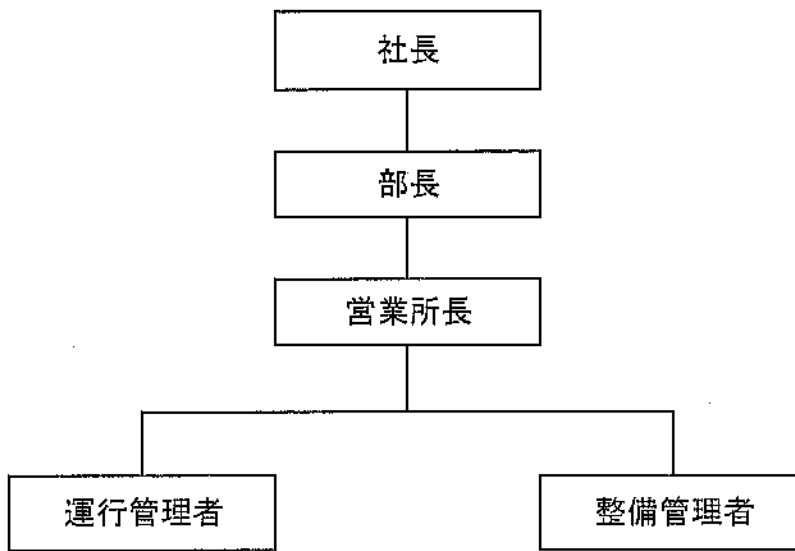 社長
部長
営業所長
運行管理者
整備管理者